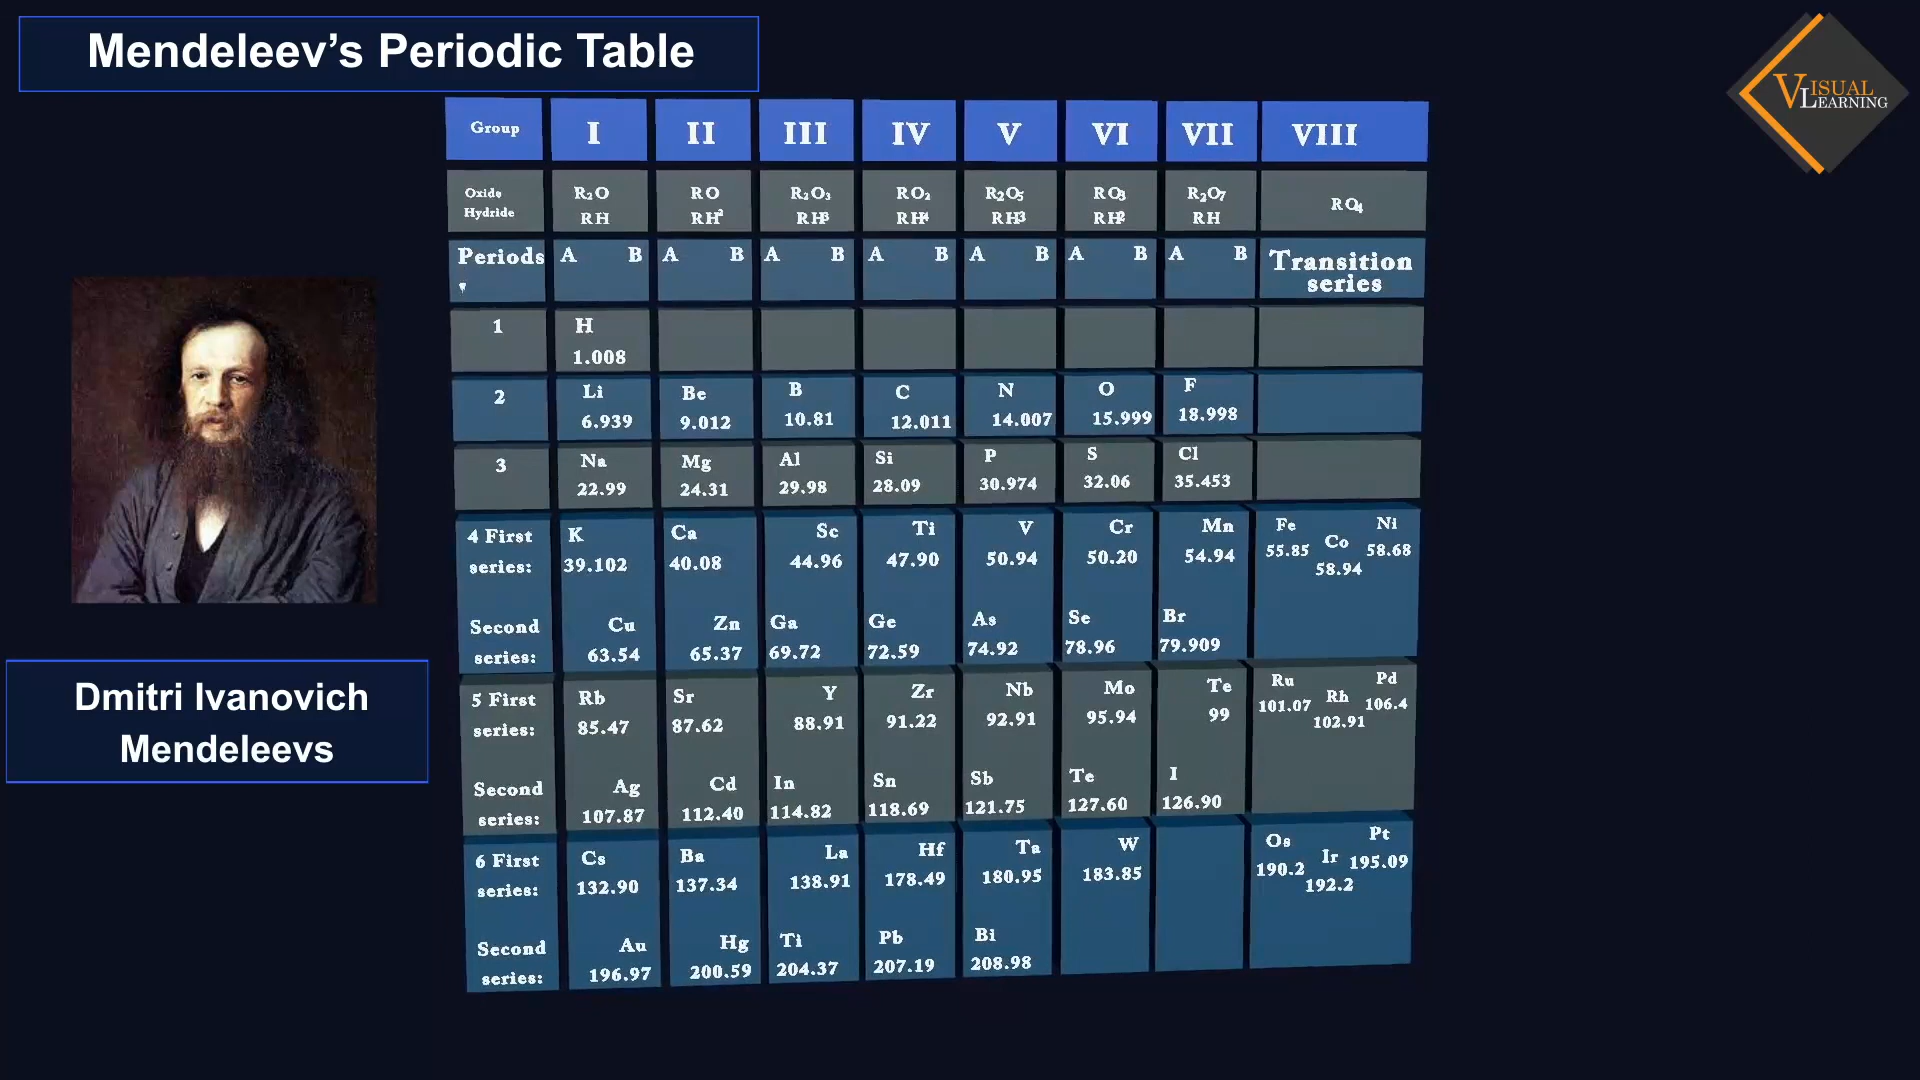 Mendeleev’s Periodic Table
VISUAL
LEARNING
Group I II III IV V VI VII VIII
Oxide R₂O RO R₂O₃ RO₂ R₂O₅ RO₃ R₂O₇ RO₄
Hydride RH RH² RH³ RH⁴ RH³ RH² RH
Periods A B A B A B A B A B A B A B Transition
series
1 H
1.008
2 Li Be B C N O F
6.939 9.012 10.81 12.011 14.007 15.999 18.998
3 Na Mg Al Si P S Cl
22.99 24.31 29.98 28.09 30.974 32.06 35.453
4 First K Ca Sc Ti V Cr Mn Fe Co Ni
series: 39.102 40.08 44.96 47.90 50.94 50.20 54.94 55.85 58.94 58.68
Second Cu Zn Ga Ge As Se Br
series: 63.54 65.37 69.72 72.59 74.92 78.96 79.909
5 First Rb Sr Y Zr Nb Mo Te Ru Rh Pd
series: 85.47 87.62 88.91 91.22 92.91 95.94 99 101.07 102.91 106.4
Second Ag Cd In Sn Sb Te I
series: 107.87 112.40 114.82 118.69 121.75 127.60 126.90
6 First Cs Ba La Hf Ta W Os Ir Pt
series: 132.90 137.34 138.91 178.49 180.95 183.85 190.2 192.2 195.09
Second Au Hg Ti Pb Bi
series: 196.97 200.59 204.37 207.19 208.98
Dmitri Ivanovich
Mendeleevs